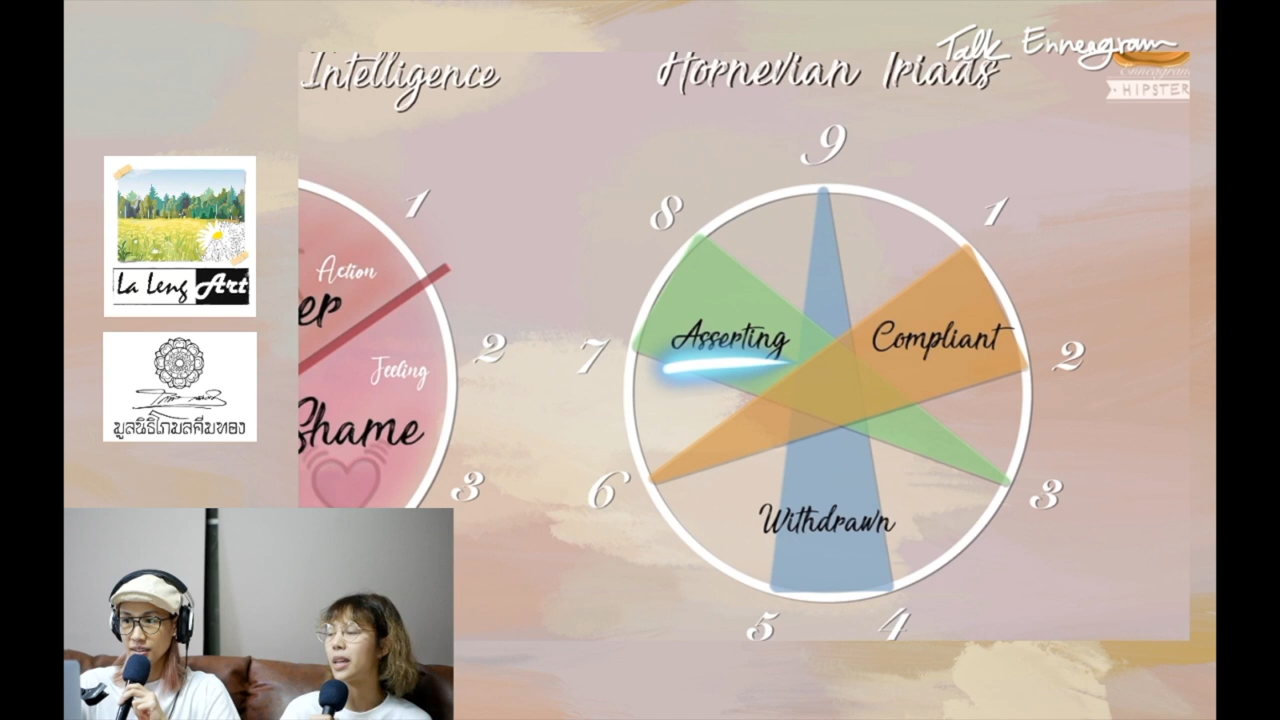 Talk Enneagram
Intelligence
Hornevian Triads
HIPSTER
La Leng Art
มูลนิธิโกมลคีมทอง
1
Action
er
Feeling
2
Shame
3
9
8
1
Asserting
Compliant
7
2
6
3
Withdrawn
5
4